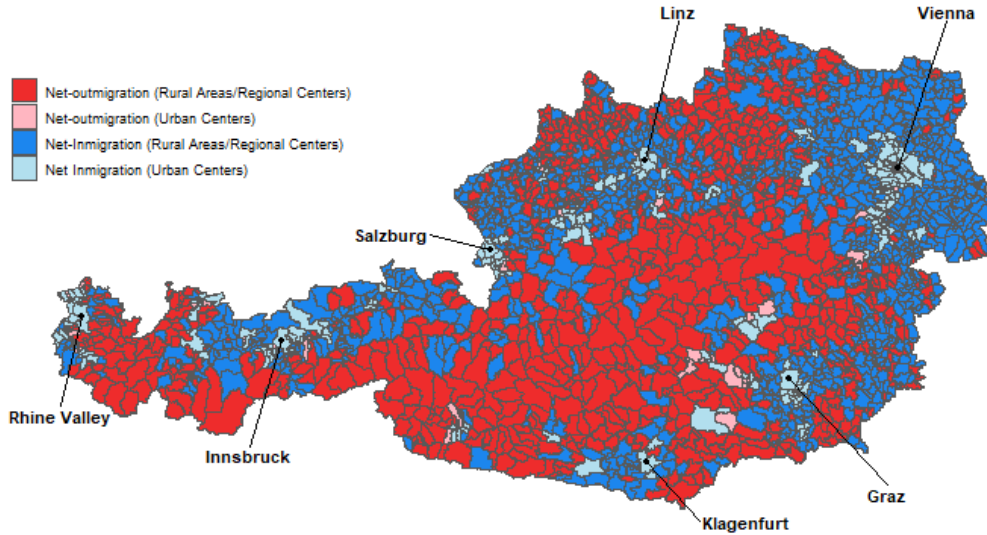 Linz
Vienna
Net-outmigration (Rural Areas/Regional Centers)
Net-outmigration (Urban Centers)
Net-Inmigration (Rural Areas/Regional Centers)
Net Inmigration (Urban Centers)
Salzburg
Rhine Valley
Innsbruck
Graz
Klagenfurt